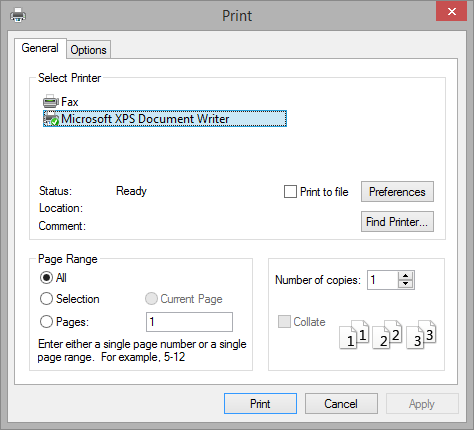 Print
General Options
Select Printer
Fax
Microsoft XPS Document Writer
Status: Ready
Print to file
Preferences
Location:
Comment:
Find Printer...
Page Range
All
Selection
Current Page
Pages: 1
Enter either a single page number or a single
page range. For example, 5-12
Number of copies: 1
Collate
1 1 2 2 3 3
Print Cancel Apply